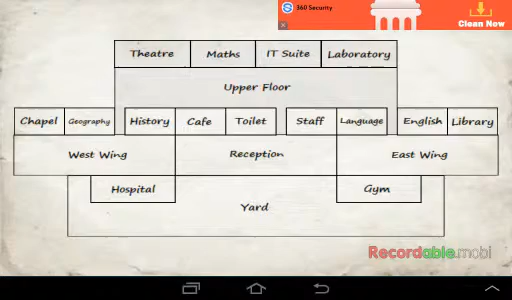 360 Security
Clean Now
Theatre Maths IT Suite Laboratory
Upper Floor
Chapel Geography History Cafe Toilet Staff Language English Library
West Wing Reception East Wing
Hospital Gym
Yard
Recordable.mobi